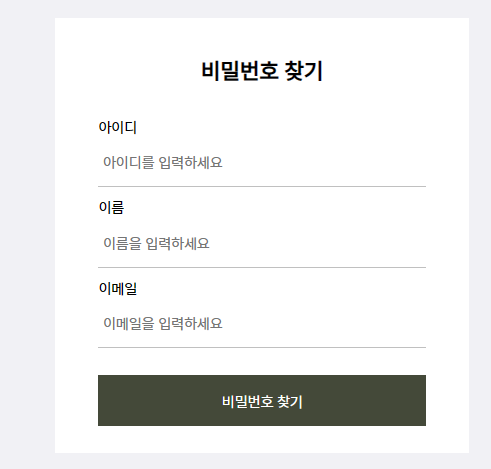 비밀번호 찾기
아이디
아이디를 입력하세요
이름
이름을 입력하세요
이메일
이메일을 입력하세요
비밀번호 찾기